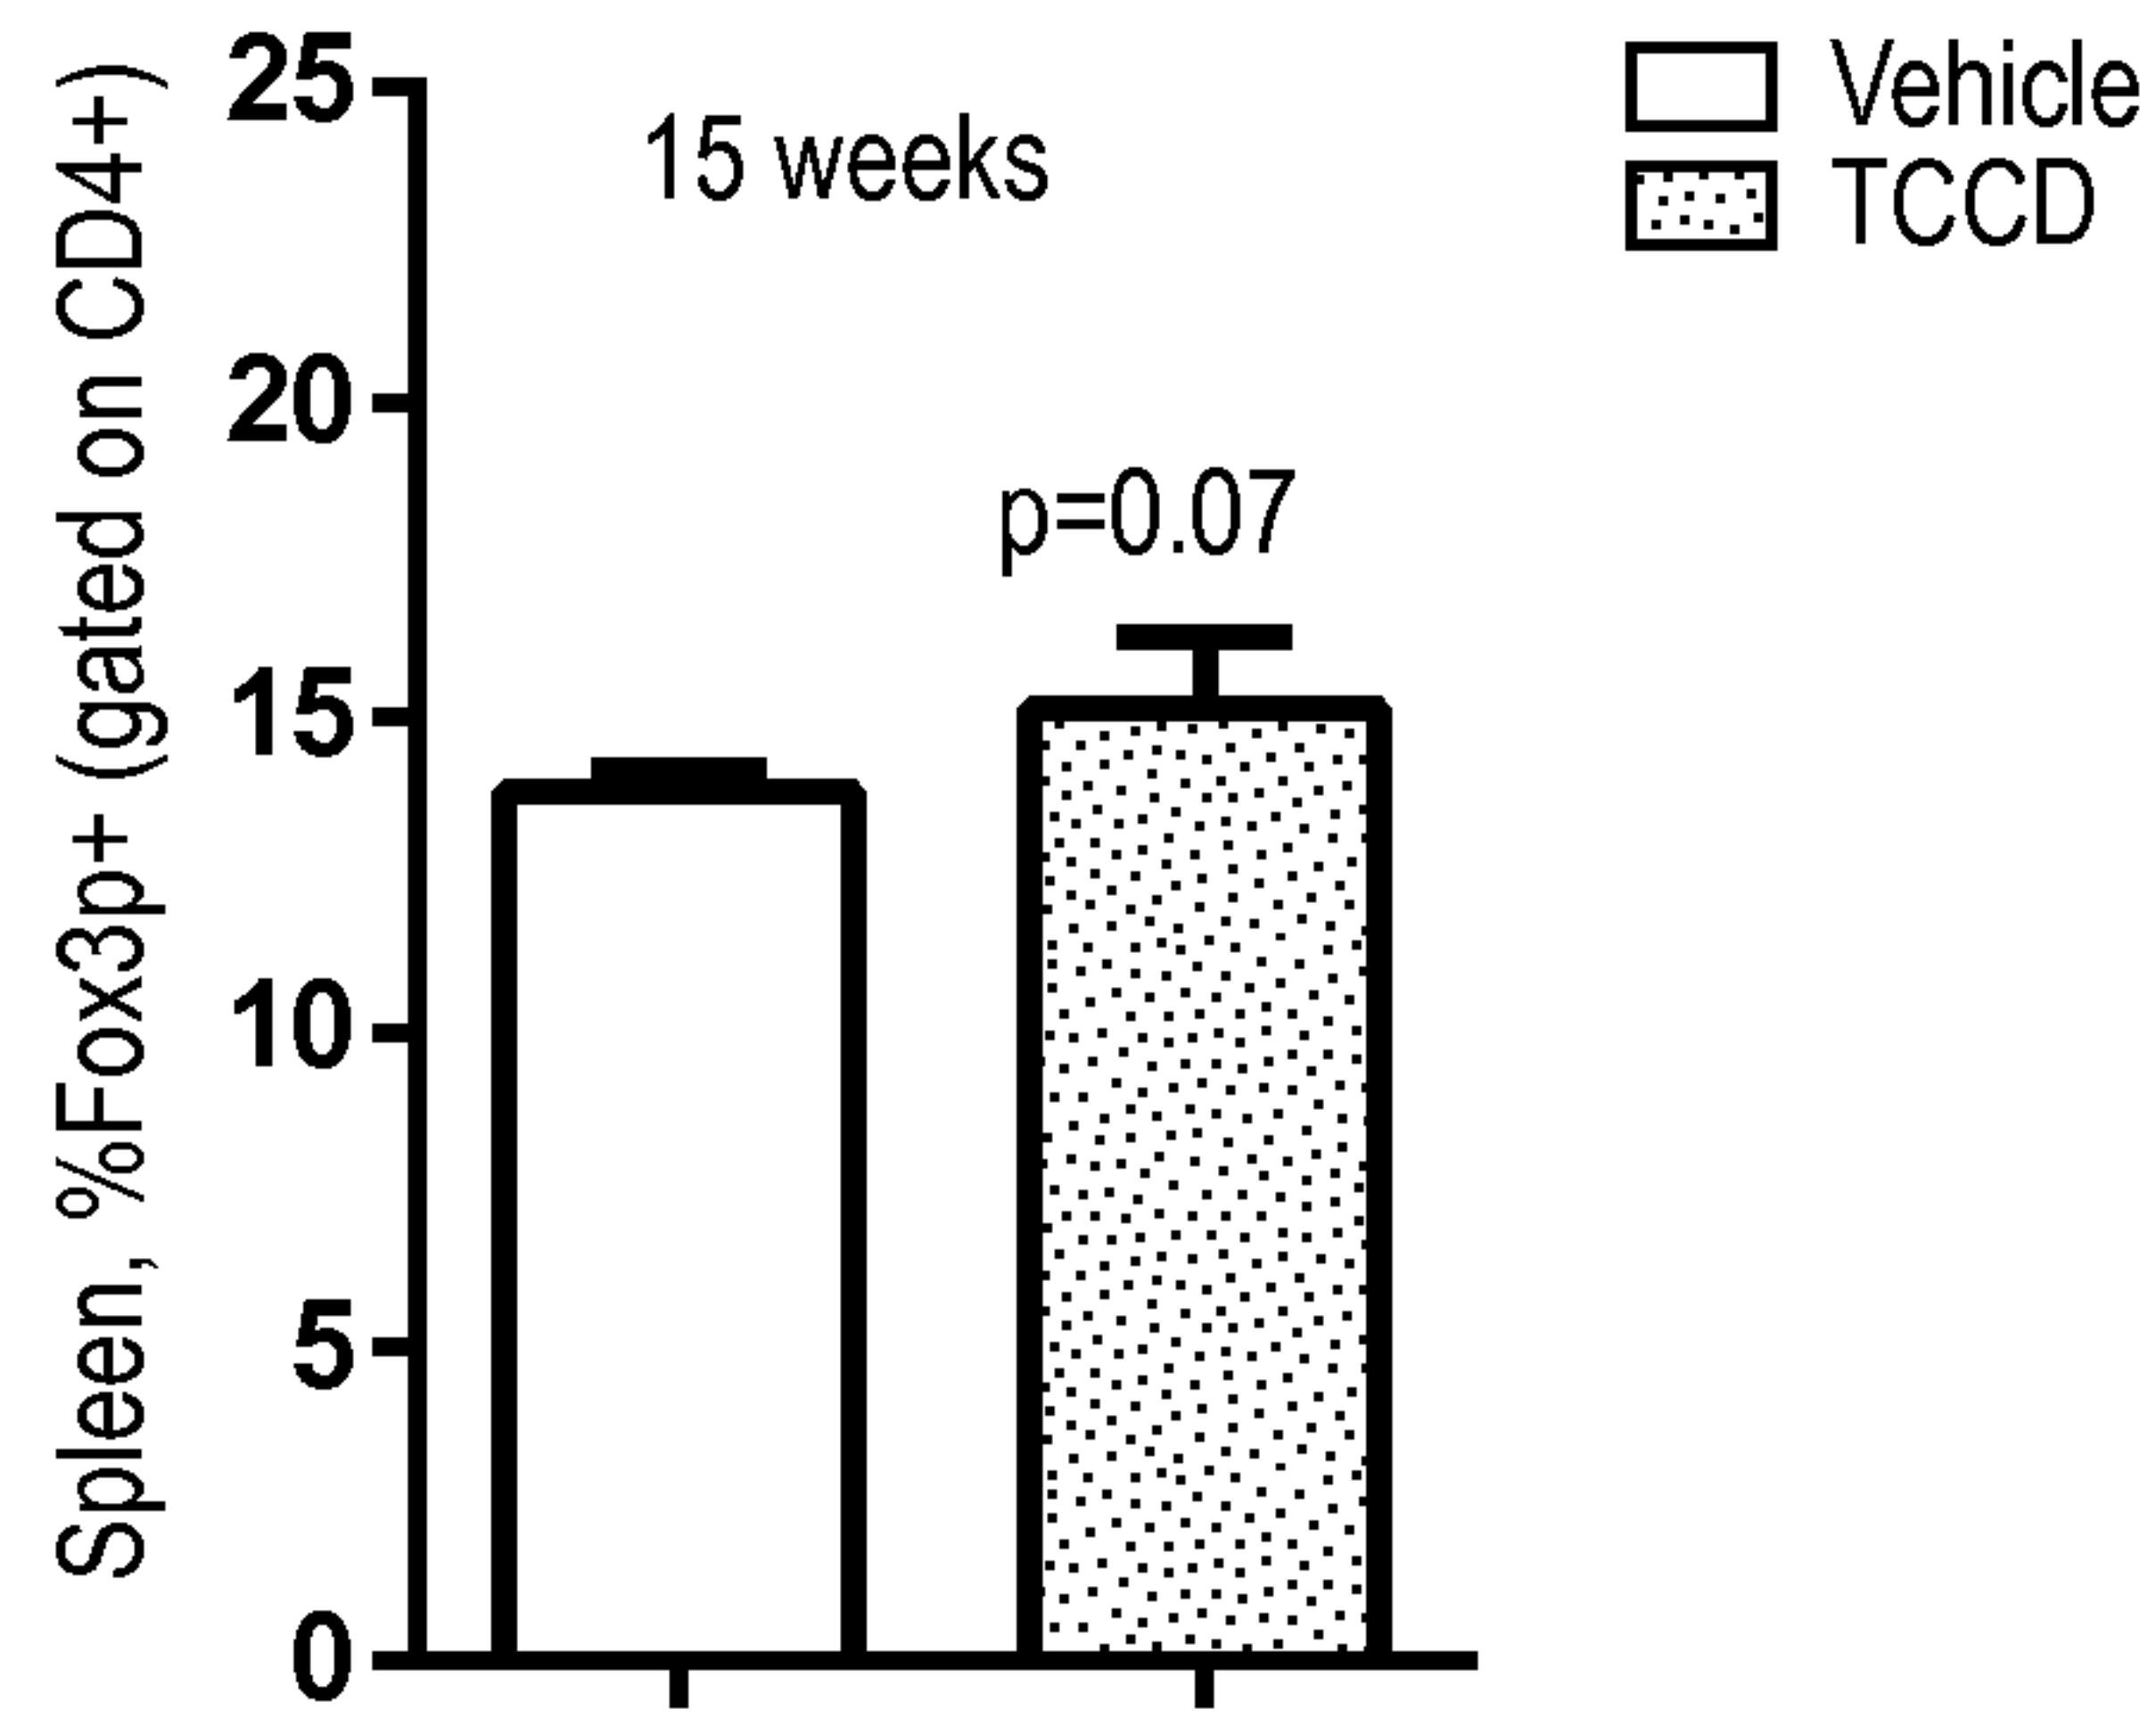 Spleen, %Fox3p+ (gated on CD4+)
25
20
15
10
5
0
15 weeks
p=0.07
Vehicle
TCCD